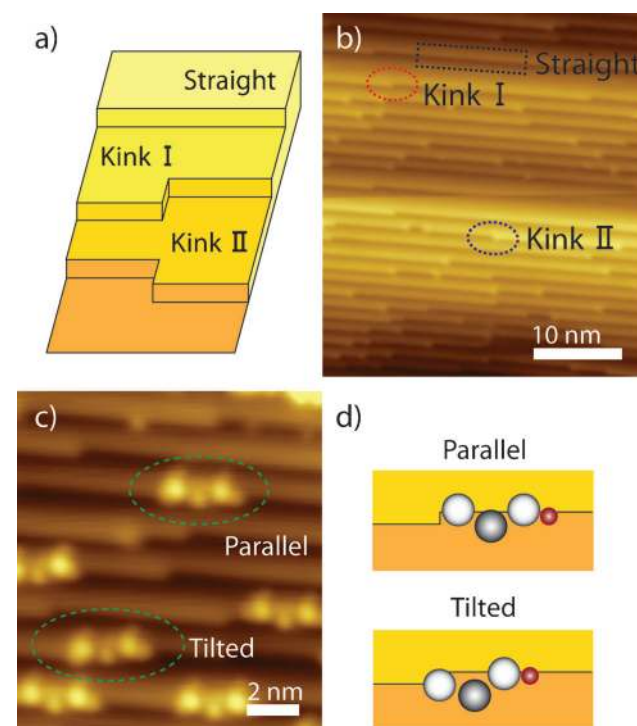 a)
Straight
Kink I
Kink II
b)
Straight
Kink I
Kink II
10 nm
c)
Parallel
Tilted
2 nm
d)
Parallel
Tilted